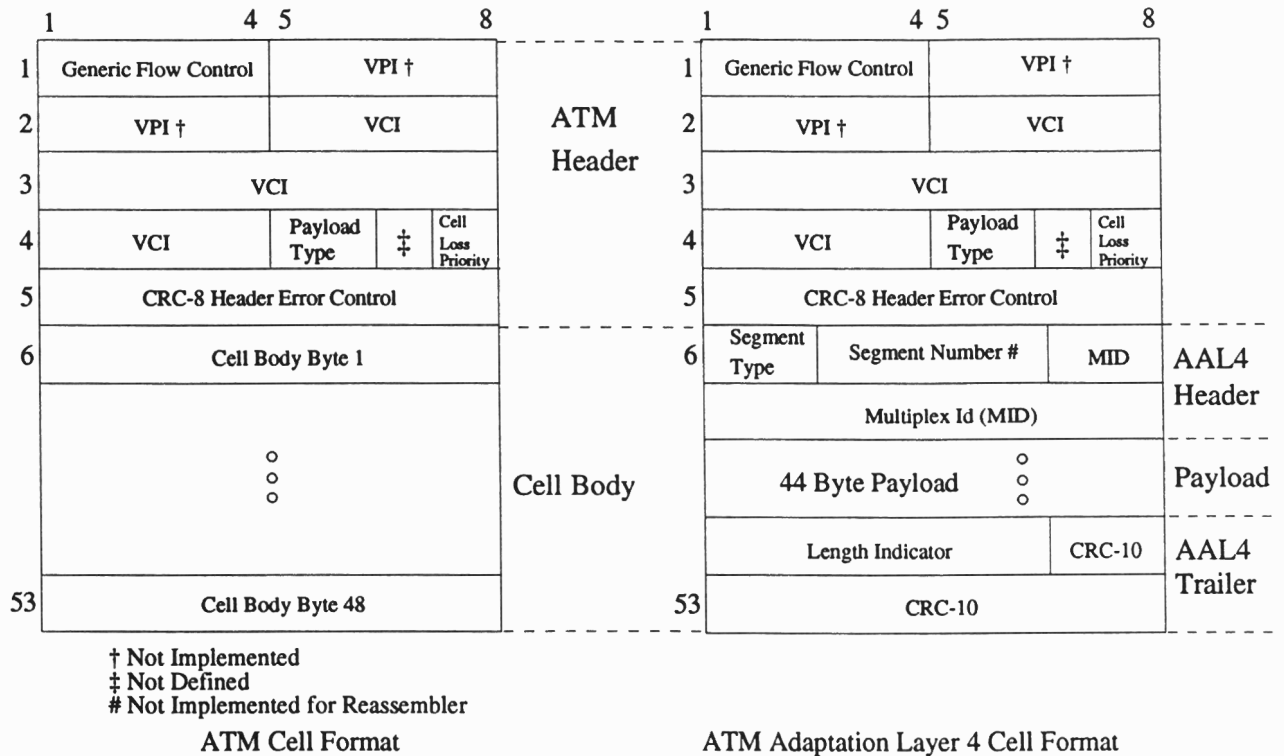 1 4 5 8
1 4 5 8
1 Generic Flow Control VPI †
1 Generic Flow Control VPI †
2 VPI † VCI
ATM
Header
2 VPI † VCI
3 VCI
3 VCI
4 VCI Payload Type ‡ Cell Loss Priority
4 VCI Payload Type ‡ Cell Loss Priority
5 CRC-8 Header Error Control
5 CRC-8 Header Error Control
6 Cell Body Byte 1
6 Segment Type Segment Number # MID
AAL4
Header
Multiplex Id (MID)
Cell Body
44 Byte Payload
Payload
Length Indicator CRC-10
AAL4
Trailer
53 Cell Body Byte 48
53 CRC-10
† Not Implemented
‡ Not Defined
# Not Implemented for Reassembler
ATM Cell Format
ATM Adaptation Layer 4 Cell Format